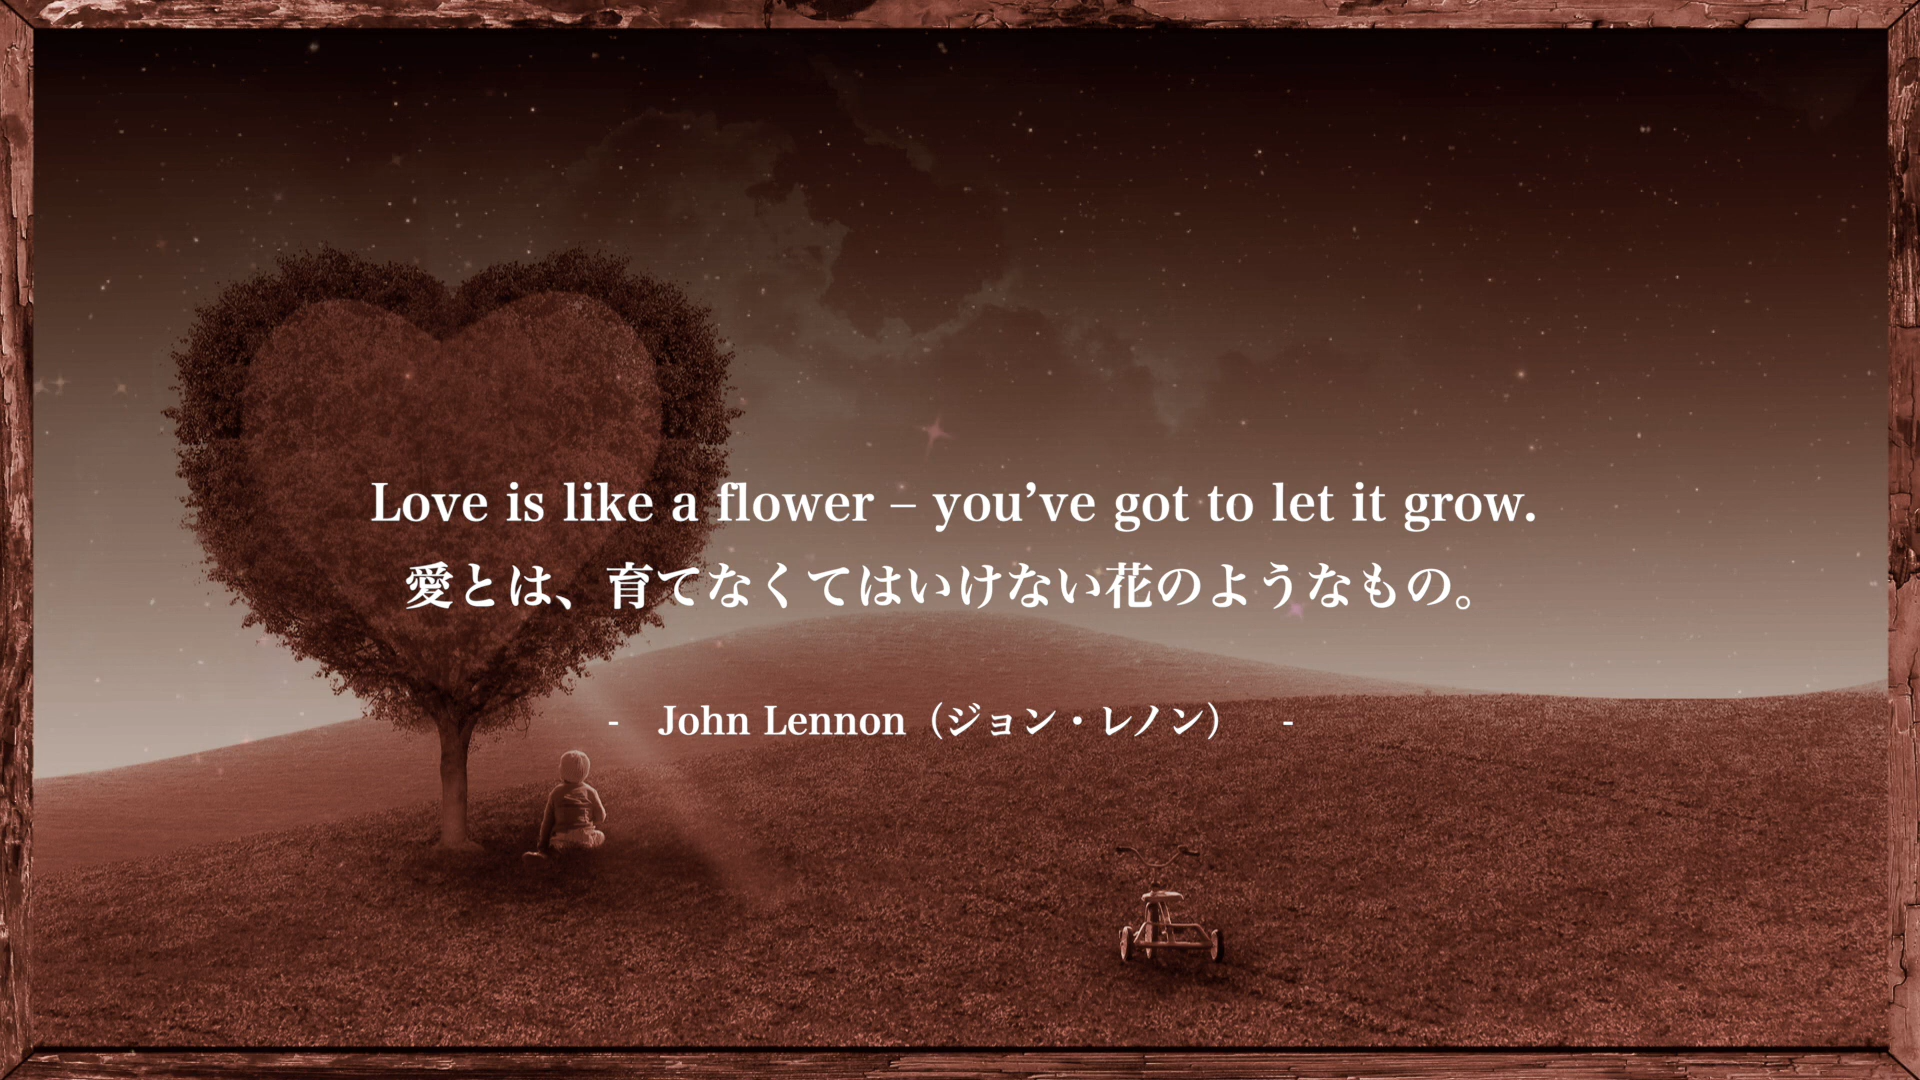 Love is like a flower – you’ve got to let it grow.
愛とは、育てなくてはいけない花のようなもの。
- John Lennon（ジョン・レノン） -